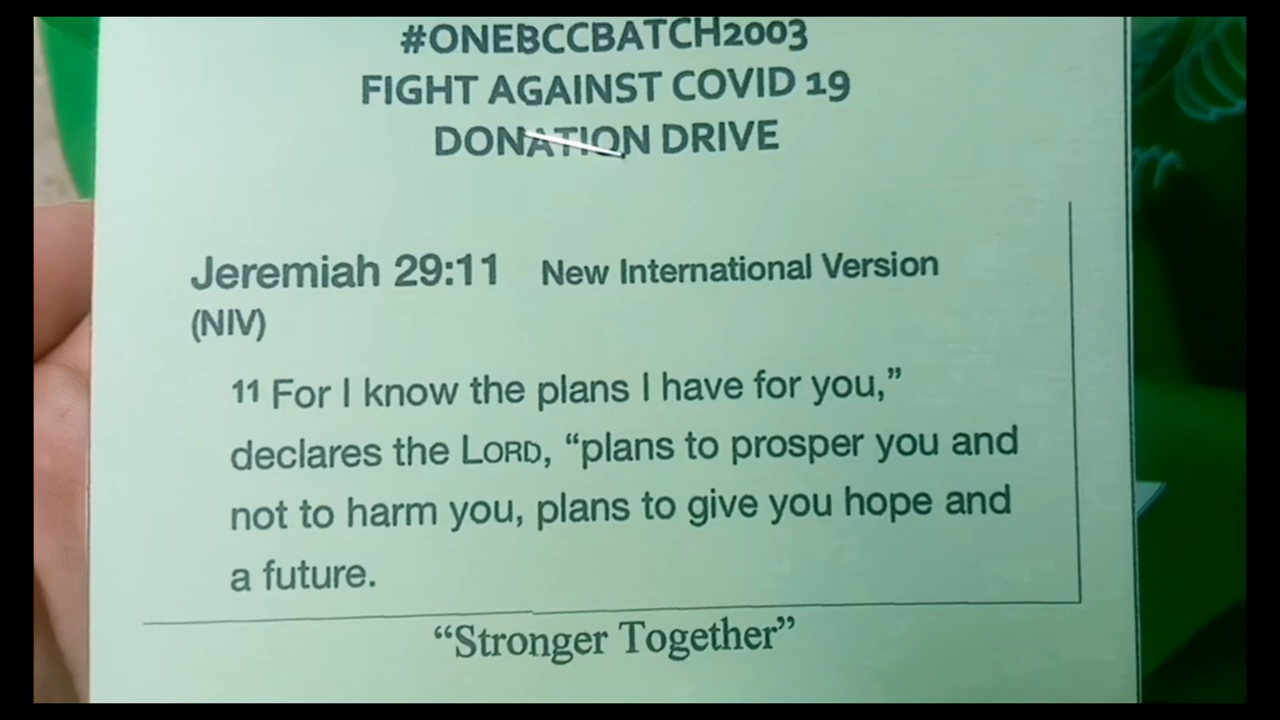 #ONEBCCBATCH2003
FIGHT AGAINST COVID 19
DONATION DRIVE
Jeremiah 29:11 New International Version
(NIV)
11 For I know the plans I have for you,”
declares the LORD, “plans to prosper you and
not to harm you, plans to give you hope and
a future.
“Stronger Together”